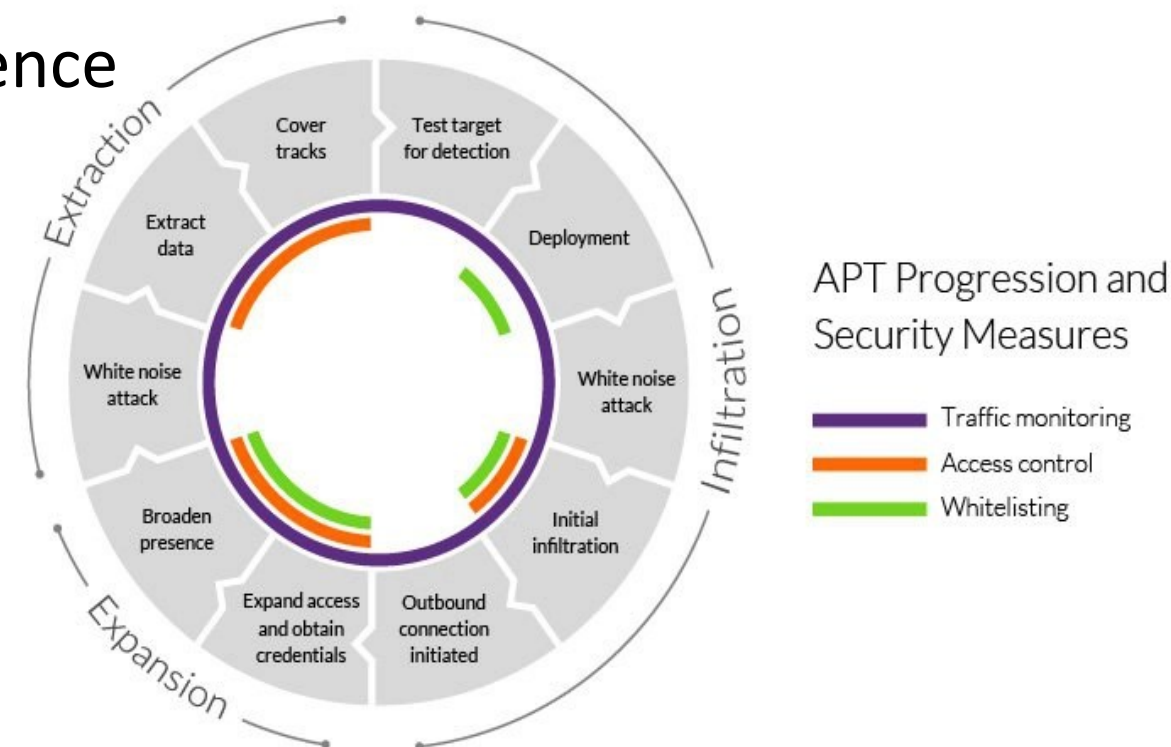 ence
Cover
tracks
Test target
for detection
Extract
data
Deployment
White noise
attack
White noise
attack
Broaden
presence
Initial
infiltration
Expand access
and obtain
credentials
Outbound
connection
initiated
Extraction
Infiltration
Expansion
APT Progression and
Security Measures
Traffic monitoring
Access control
Whitelisting